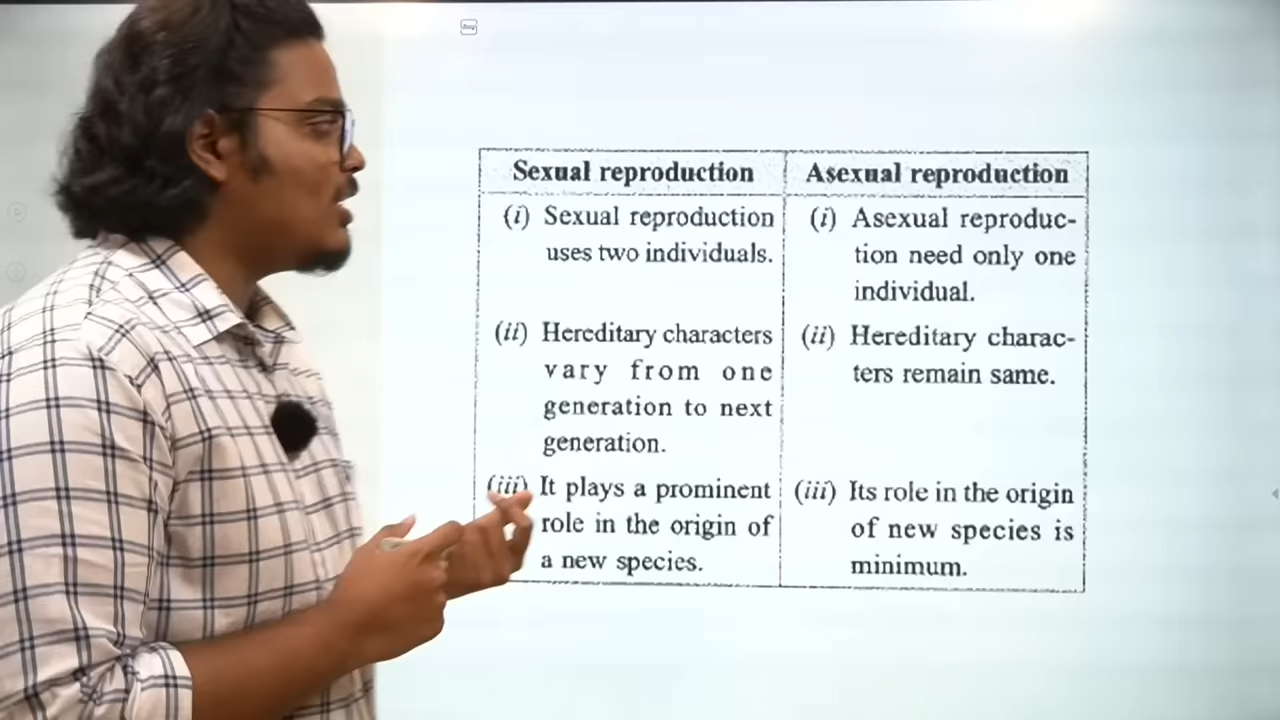 Sexual reproduction
Asexual reproduction
(i) Sexual reproduction
uses two individuals.
(i) Asexual reproduc-
tion need only one
individual.
(ii) Hereditary characters
vary from one
generation to next
generation.
(ii) Hereditary charac-
ters remain same.
(iii) It plays a prominent
role in the origin of
a new species.
(iii) Its role in the origin
of new species is
minimum.